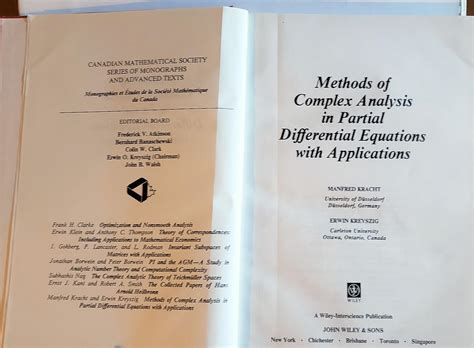 CANADIAN MATHEMATICAL SOCIETY
SERIES OF MONOGRAPHS
AND ADVANCED TEXTS
Monographies et Études de la Société Mathématique
du Canada
EDITORIAL BOARD
Frederick V. Atkinson
Bernhard Banaschewski
Colin W. Clark
Erwin O. Kreyszig (Chairman)
John B. Walsh
Frank H. Clarke Optimization and Nonsmooth Analysis
Erwin Klein and Anthony C. Thompson Theory of Correspondences:
Including Applications to Mathematical Economics
I. Gohberg, P. Lancaster, and L. Rodman Invariant Subspaces of
Matrices with Applications
Jonathan Borwein and Peter Borwein PI and the AGM—A Study in
Analytic Number Theory and Computational Complexity
Subhashis Nag The Complex Analytic Theory of Teichmüller Spaces
Ernst J. Kani and Robert A. Smith The Collected Papers of Hans
Arnold Heilbronn
Manfred Kracht and Erwin Kreyszig Methods of Complex Analysis in
Partial Differential Equations with Applications
Methods of
Complex Analysis
in Partial
Differential Equations
with Applications
MANFRED KRACHT
University of Düsseldorf
Düsseldorf, Germany
ERWIN KREYSZIG
Carleton University
Ottawa, Ontario, Canada
WILEY
A Wiley-Interscience Publication
JOHN WILEY & SONS
New York · Chichester · Brisbane · Toronto · Singapore